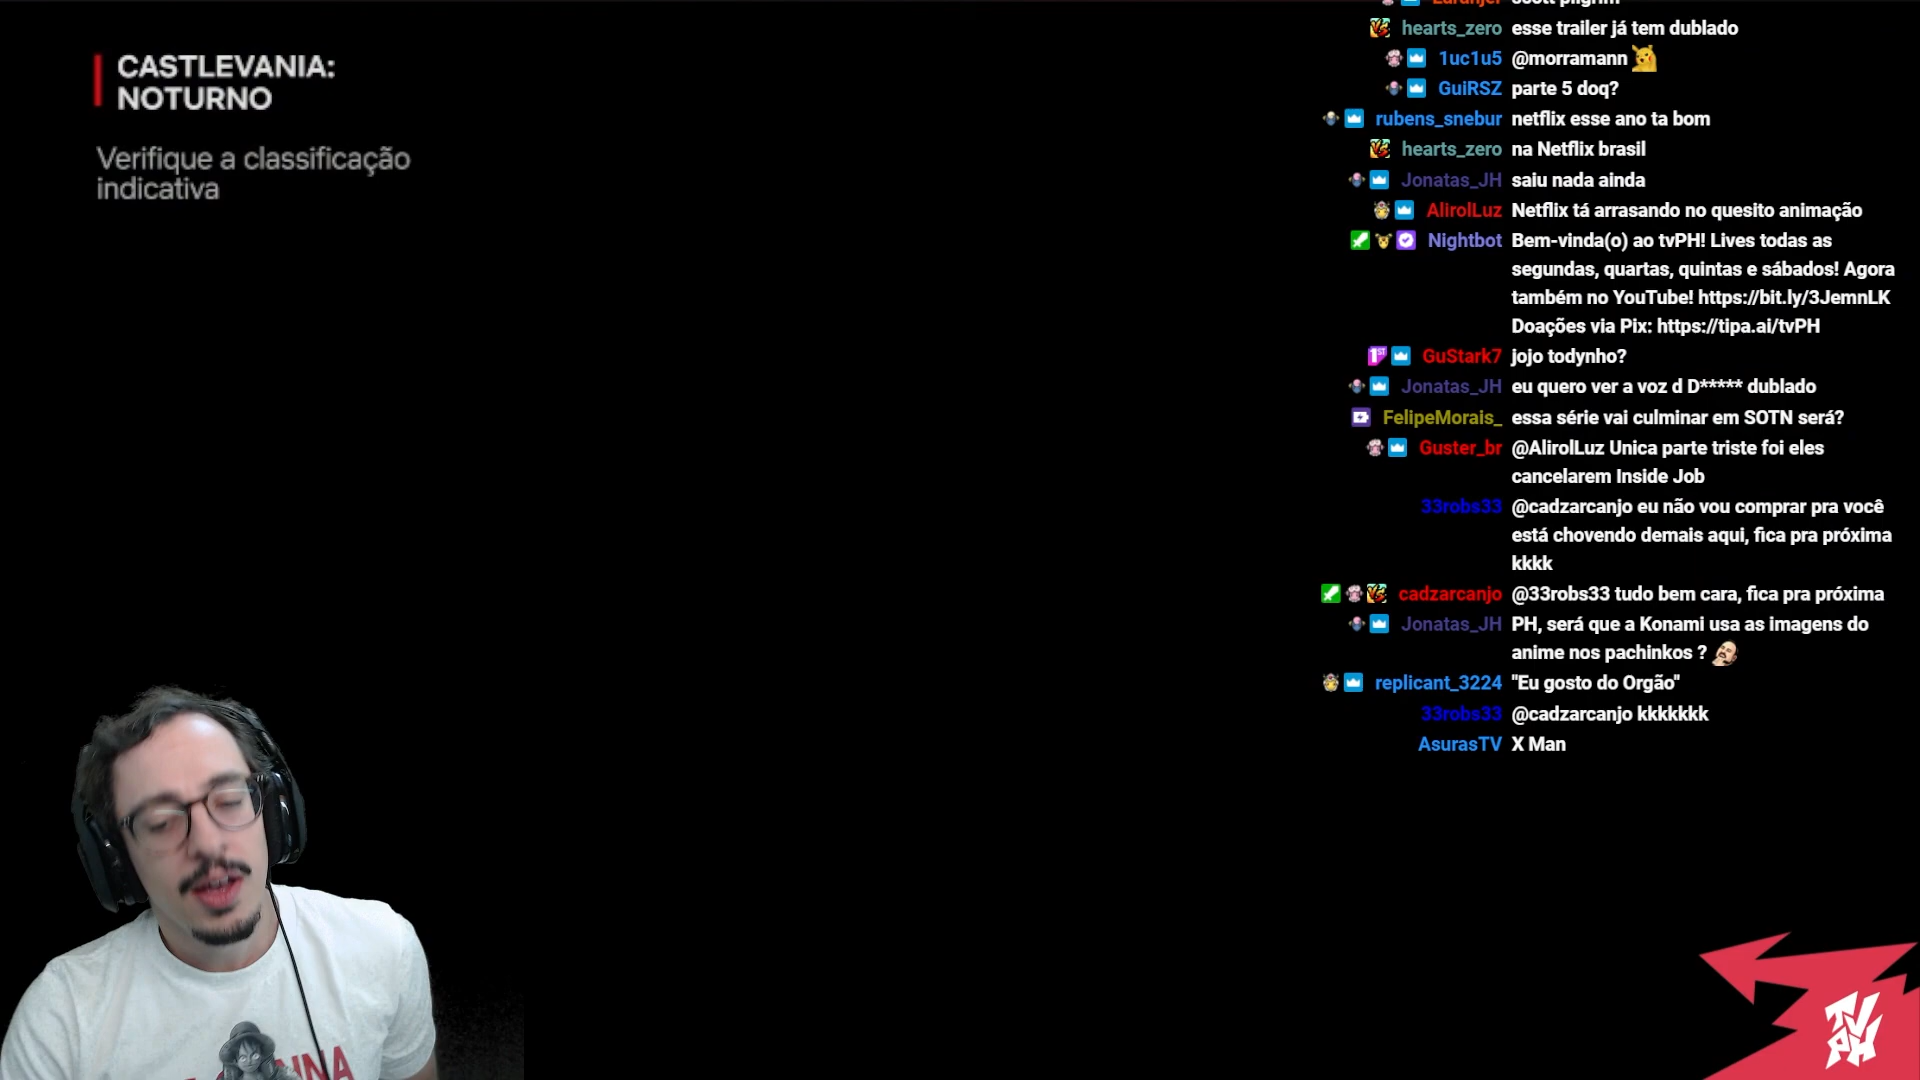 CASTLEVANIA:
NOTURNO
Verifique a classificação
indicativa
hearts_zero esse trailer já tem dublado
1uc1u5 @morramann
GuiRSZ parte 5 doq?
rubens_snebur netflix esse ano ta bom
hearts_zero na Netflix brasil
Jonatas_JH saiu nada ainda
AlirolLuz Netflix tá arrasando no quesito animação
Nightbot Bem-vinda(o) ao tvPH! Lives todas as
segundas, quartas, quintas e sábados! Agora
também no YouTube! https://bit.ly/3JemnLK
Doações via Pix: https://tipa.ai/tvPH
1ST GuStark7 jojo todynho?
Jonatas_JH eu quero ver a voz d D***** dublado
FelipeMorais_ essa série vai culminar em SOTN será?
Guster_br @AlirolLuz Unica parte triste foi eles
cancelarem Inside Job
33robs33 @cadzarcanjo eu não vou comprar pra você
está chovendo demais aqui, fica pra próxima
kkkk
cadzarcanjo @33robs33 tudo bem cara, fica pra próxima
Jonatas_JH PH, será que a Konami usa as imagens do
anime nos pachinkos ?
replicant_3224 "Eu gosto do Orgão"
33robs33 @cadzarcanjo kkkkkkk
AsurasTV X Man
TV
PH